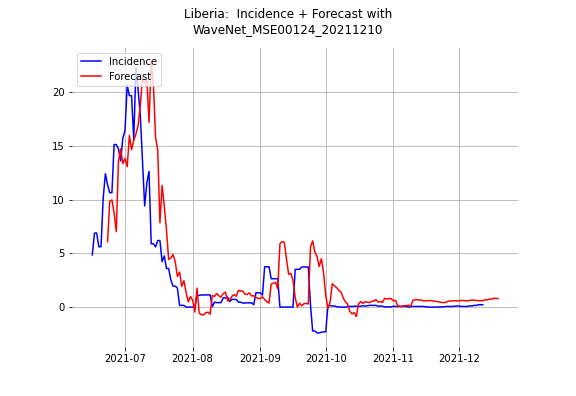 Liberia:  Incidence + Forecast with
WaveNet_MSE00124_20211210
Incidence
Forecast
20
15
10
5
0
2021-07
2021-08
2021-09
2021-10
2021-11
2021-12